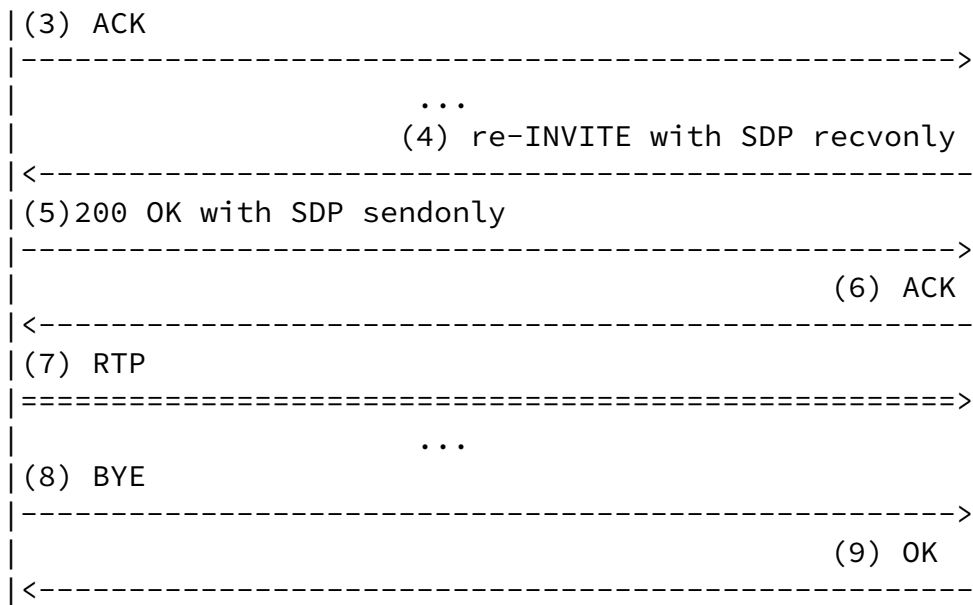 |(3) ACK
|---------------------------------------------------->
|                      ...
|                     (4) re-INVITE with SDP recvonly
|<----------------------------------------------------
|(5)200 OK with SDP sendonly
|---------------------------------------------------->
|                                             (6) ACK
|<----------------------------------------------------
|(7) RTP
|====================================================>
|                      ...
|(8) BYE
|---------------------------------------------------->
|                                             (9) OK
|<----------------------------------------------------